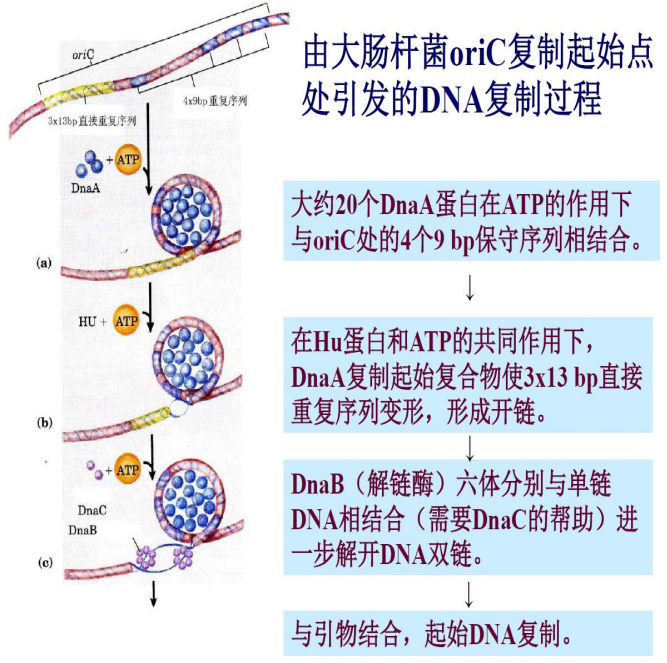 oriC
4x9bp重复序列
3x13bp直接重复序列
+ ATP
DnaA
(a)
HU + ATP
(b)
+ ATP
DnaC
DnaB
(c)
由大肠杆菌oriC复制起始点
处引发的DNA复制过程
大约20个DnaA蛋白在ATP的作用下
与oriC处的4个9 bp保守序列相结合。
↓
在Hu蛋白和ATP的共同作用下，
DnaA复制起始复合物使3x13 bp直接
重复序列变形，形成开链。
↓
DnaB（解链酶）六体分别与单链
DNA相结合（需要DnaC的帮助）进
一步解开DNA双链。
↓
与引物结合，起始DNA复制。